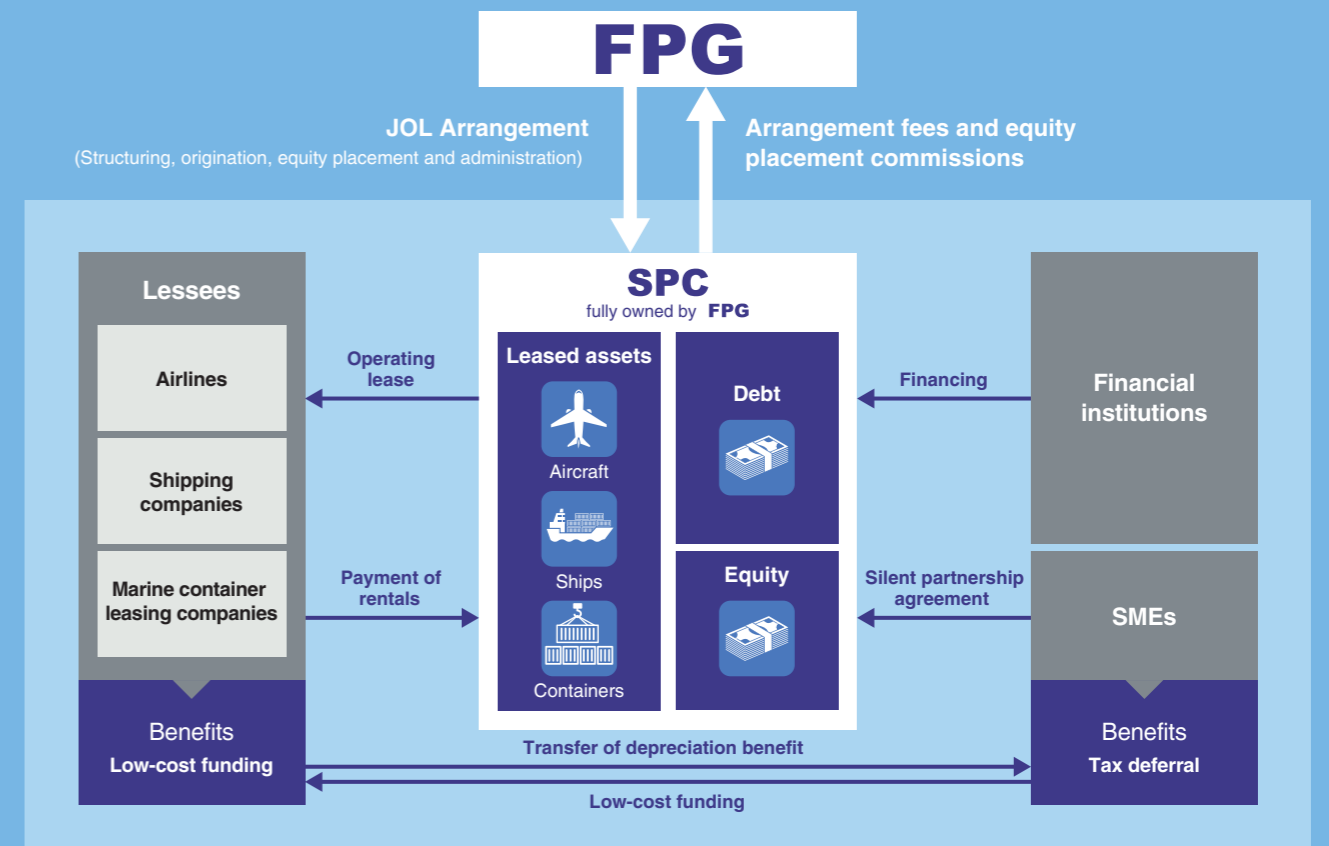 FPG
JOL Arrangement
(Structuring, origination, equity placement and administration)
Arrangement fees and equity
placement commissions
Lessees
Airlines
Shipping
companies
Marine container
leasing companies
Benefits
Low-cost funding
Operating
lease
Payment of
rentals
SPC
fully owned by FPG
Leased assets
Aircraft
Ships
Containers
Debt
Equity
Financing
Silent partnership
agreement
Financial
institutions
SMEs
Benefits
Tax deferral
Transfer of depreciation benefit
Low-cost funding